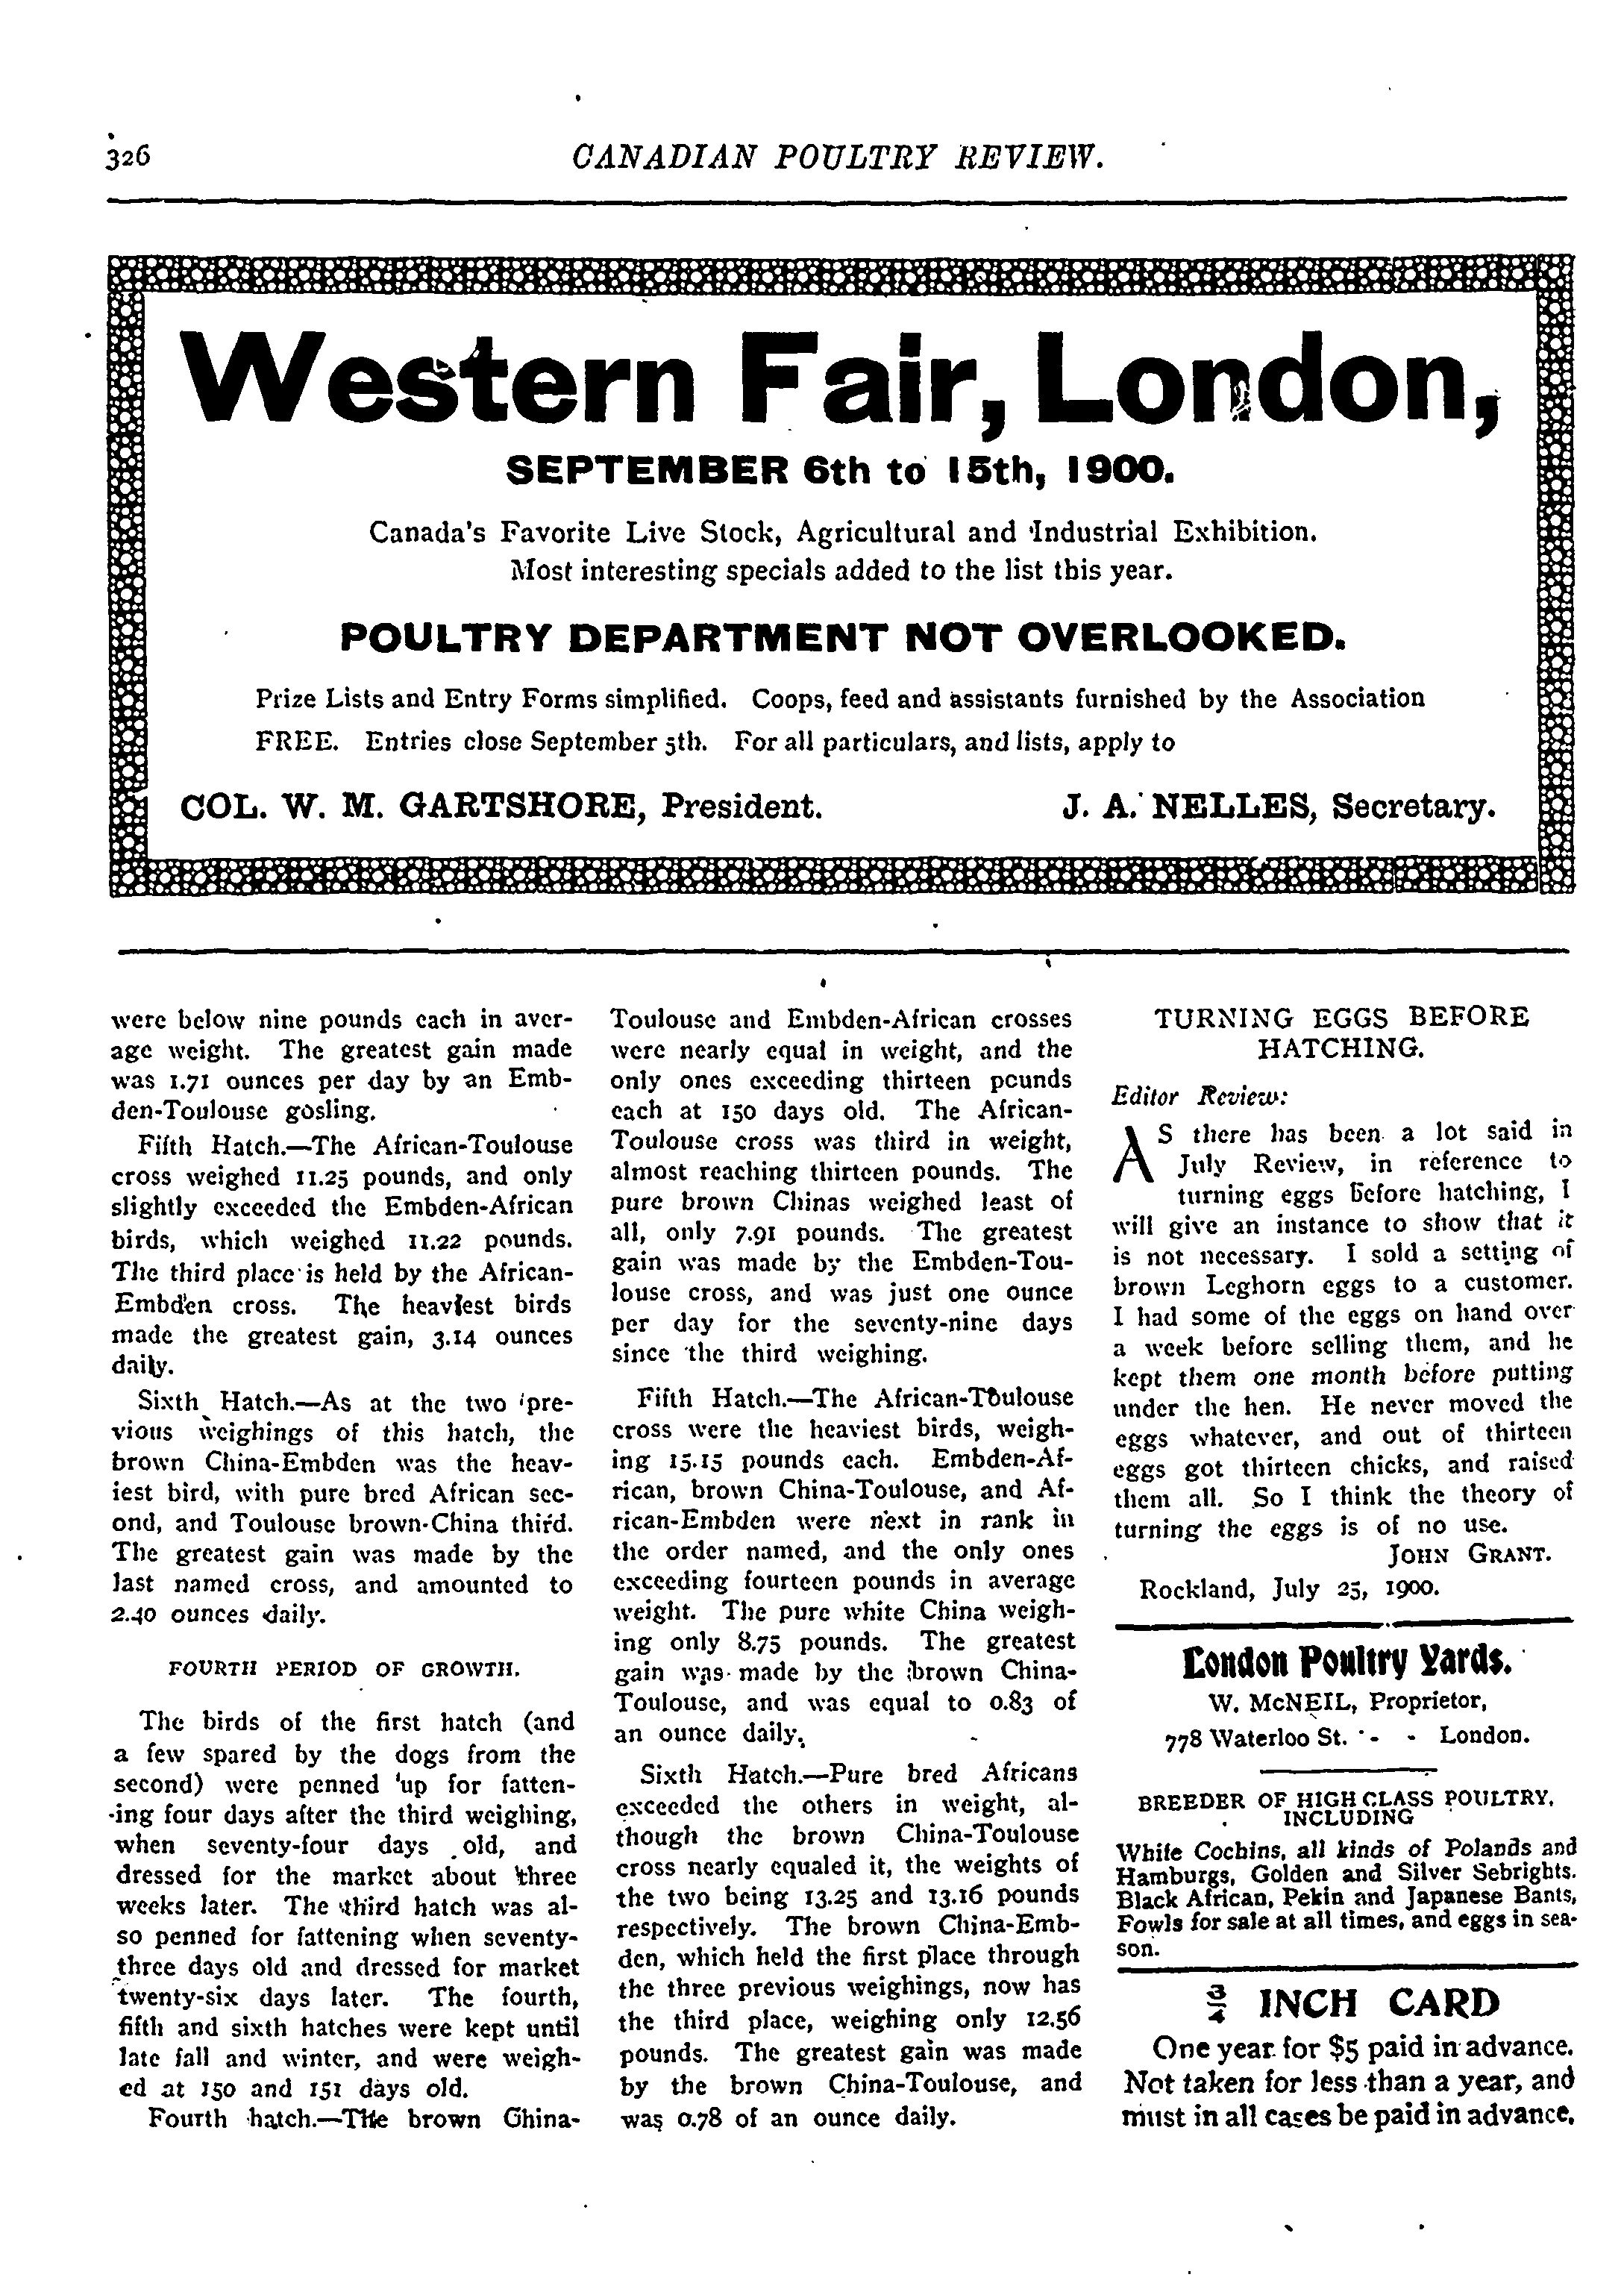 326
CANADIAN POULTRY REVIEW.
Western Fair, London,
SEPTEMBER 6th to 15th, 1900.
Canada's Favorite Live Stock, Agricultural and Industrial Exhibition.
Most interesting specials added to the list this year.
POULTRY DEPARTMENT NOT OVERLOOKED.
Prize Lists and Entry Forms simplified. Coops, feed and assistants furnished by the Association
FREE. Entries close September 5th. For all particulars, and lists, apply to
COL. W. M. GARTSHORE, President.
J. A. NELLES, Secretary.
were below nine pounds each in aver-
age weight. The greatest gain made
was 1.71 ounces per day by an Emb-
den-Toulouse gosling.
Fifth Hatch.—The African-Toulouse
cross weighed 11.25 pounds, and only
slightly exceeded the Embden-African
birds, which weighed 11.22 pounds.
The third place is held by the African-
Embden cross. The heaviest birds
made the greatest gain, 3.14 ounces
daily.
Sixth Hatch.—As at the two pre-
vious weighings of this hatch, the
brown China-Embden was the heav-
iest bird, with pure bred African sec-
ond, and Toulouse brown-China third.
The greatest gain was made by the
last named cross, and amounted to
2.40 ounces daily.
FOURTH PERIOD OF GROWTH.
The birds of the first hatch (and
a few spared by the dogs from the
second) were penned up for fatten-
ing four days after the third weighing,
when seventy-four days old, and
dressed for the market about three
weeks later. The third hatch was al-
so penned for fattening when seventy-
three days old and dressed for market
twenty-six days later. The fourth,
fifth and sixth hatches were kept until
late fall and winter, and were weigh-
ed at 150 and 151 days old.
Fourth hatch.—The brown China-
Toulouse and Embden-African crosses
were nearly equal in weight, and the
only ones exceeding thirteen pounds
each at 150 days old. The African-
Toulouse cross was third in weight,
almost reaching thirteen pounds. The
pure brown Chinas weighed least of
all, only 7.91 pounds. The greatest
gain was made by the Embden-Tou-
louse cross, and was just one ounce
per day for the seventy-nine days
since the third weighing.
Fifth Hatch.—The African-Toulouse
cross were the heaviest birds, weigh-
ing 15.15 pounds each. Embden-Af-
rican, brown China-Toulouse, and Af-
rican-Embden were next in rank in
the order named, and the only ones
exceeding fourteen pounds in average
weight. The pure white China weigh-
ing only 8.75 pounds. The greatest
gain was made by the brown China-
Toulouse, and was equal to 0.83 of
an ounce daily.
Sixth Hatch.—Pure bred Africans
exceeded the others in weight, al-
though the brown China-Toulouse
cross nearly equaled it, the weights of
the two being 13.25 and 13.16 pounds
respectively. The brown China-Emb-
den, which held the first place through
the three previous weighings, now has
the third place, weighing only 12.56
pounds. The greatest gain was made
by the brown China-Toulouse, and
was 0.78 of an ounce daily.
TURNING EGGS BEFORE
HATCHING.
Editor Review:
AS there has been a lot said in
July Review, in reference to
turning eggs before hatching, I
will give an instance to show that it
is not necessary. I sold a setting of
brown Leghorn eggs to a customer.
I had some of the eggs on hand over
a week before selling them, and he
kept them one month before putting
under the hen. He never moved the
eggs whatever, and out of thirteen
eggs got thirteen chicks, and raised
them all. So I think the theory of
turning the eggs is of no use.
JOHN GRANT.
Rockland, July 25, 1900.
London Poultry Yards.
W. McNEIL, Proprietor,
778 Waterloo St. - - London.
BREEDER OF HIGH CLASS POULTRY,
INCLUDING
White Cochins, all kinds of Polands and
Hamburgs, Golden and Silver Sebrights.
Black African, Pekin and Japanese Bants,
Fowls for sale at all times, and eggs in sea-
son.
¾ INCH CARD
One year for $5 paid in advance.
Not taken for less than a year, and
must in all cases be paid in advance.